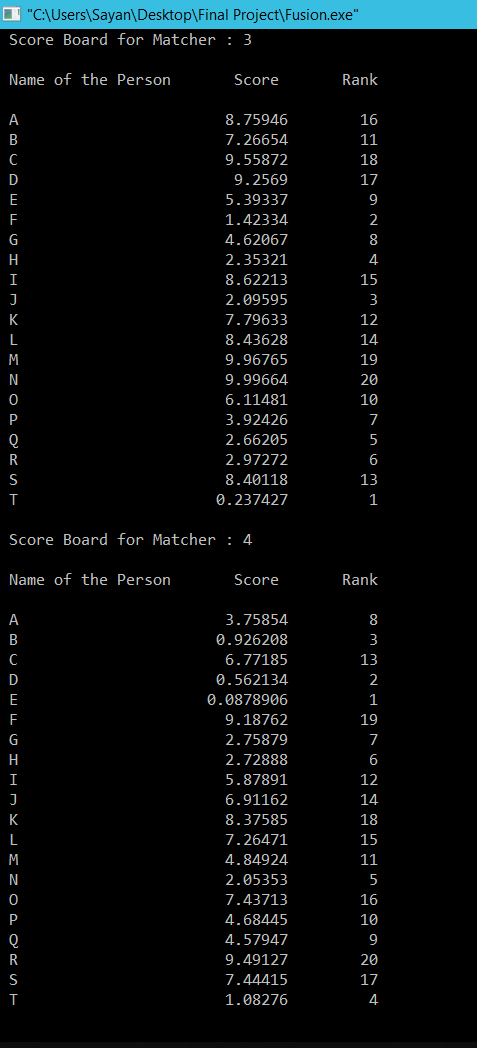 "C:\Users\Sayan\Desktop\Final Project\Fusion.exe"
Score Board for Matcher : 3
Name of the Person Score Rank
A 8.75946 16
B 7.26654 11
C 9.55872 18
D 9.2569 17
E 5.39337 9
F 1.42334 2
G 4.62067 8
H 2.35321 4
I 8.62213 15
J 2.09595 3
K 7.79633 12
L 8.43628 14
M 9.96765 19
N 9.99664 20
O 6.11481 10
P 3.92426 7
Q 2.66205 5
R 2.97272 6
S 8.40118 13
T 0.237427 1
Score Board for Matcher : 4
Name of the Person Score Rank
A 3.75854 8
B 0.926208 3
C 6.77185 13
D 0.562134 2
E 0.0878906 1
F 9.18762 19
G 2.75879 7
H 2.72888 6
I 5.87891 12
J 6.91162 14
K 8.37585 18
L 7.26471 15
M 4.84924 11
N 2.05353 5
O 7.43713 16
P 4.68445 10
Q 4.57947 9
R 9.49127 20
S 7.44415 17
T 1.08276 4